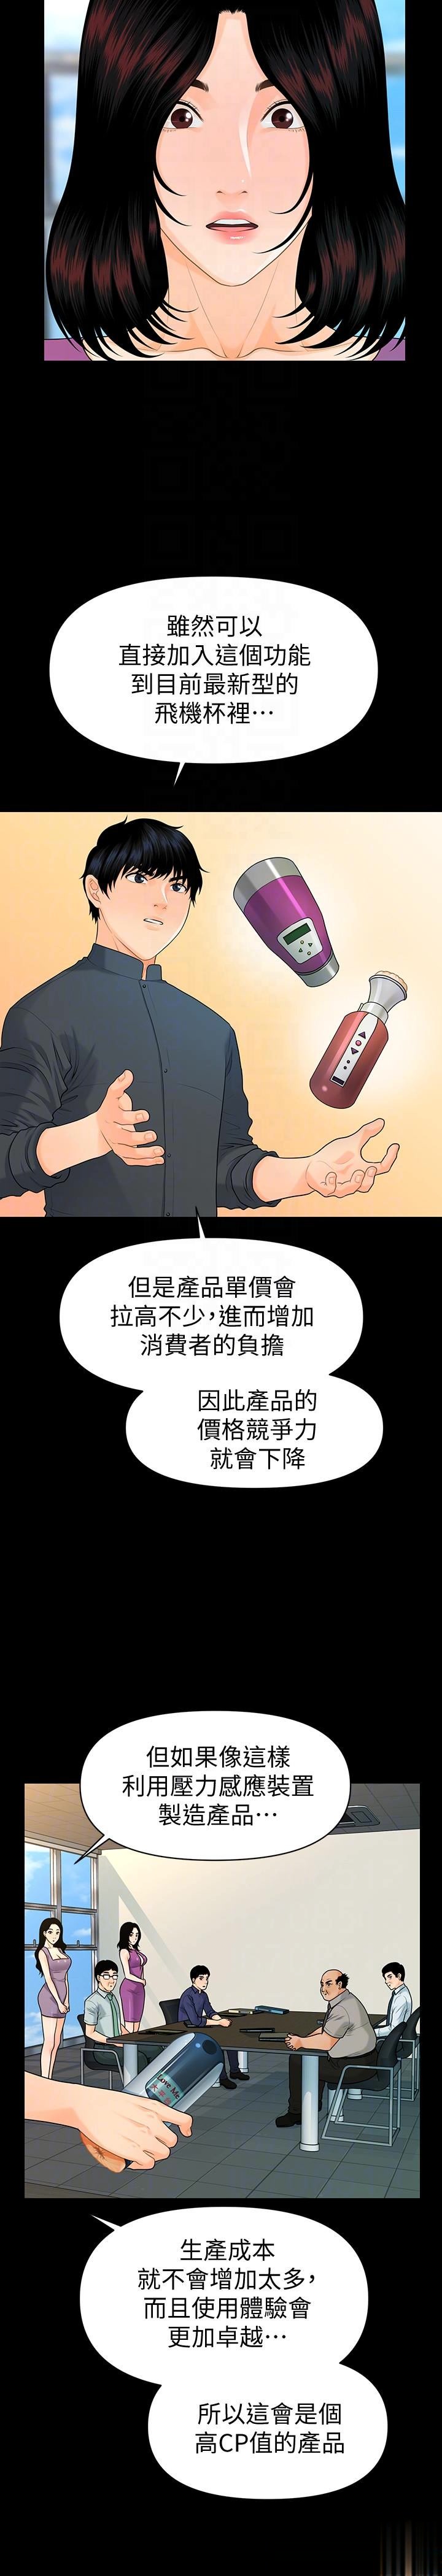 雖然可以
直接加入這個功能
到目前最新型的
飛機杯裡…
但是產品單價會
拉高不少，進而增加
消費者的負擔
因此產品的
價格競爭力
就會下降
但如果像這樣
利用壓力感應裝置
製造產品…
Love Me
生產成本
就不會增加太多，
而且使用體驗會
更加卓越…
所以這會是個
高CP值的產品